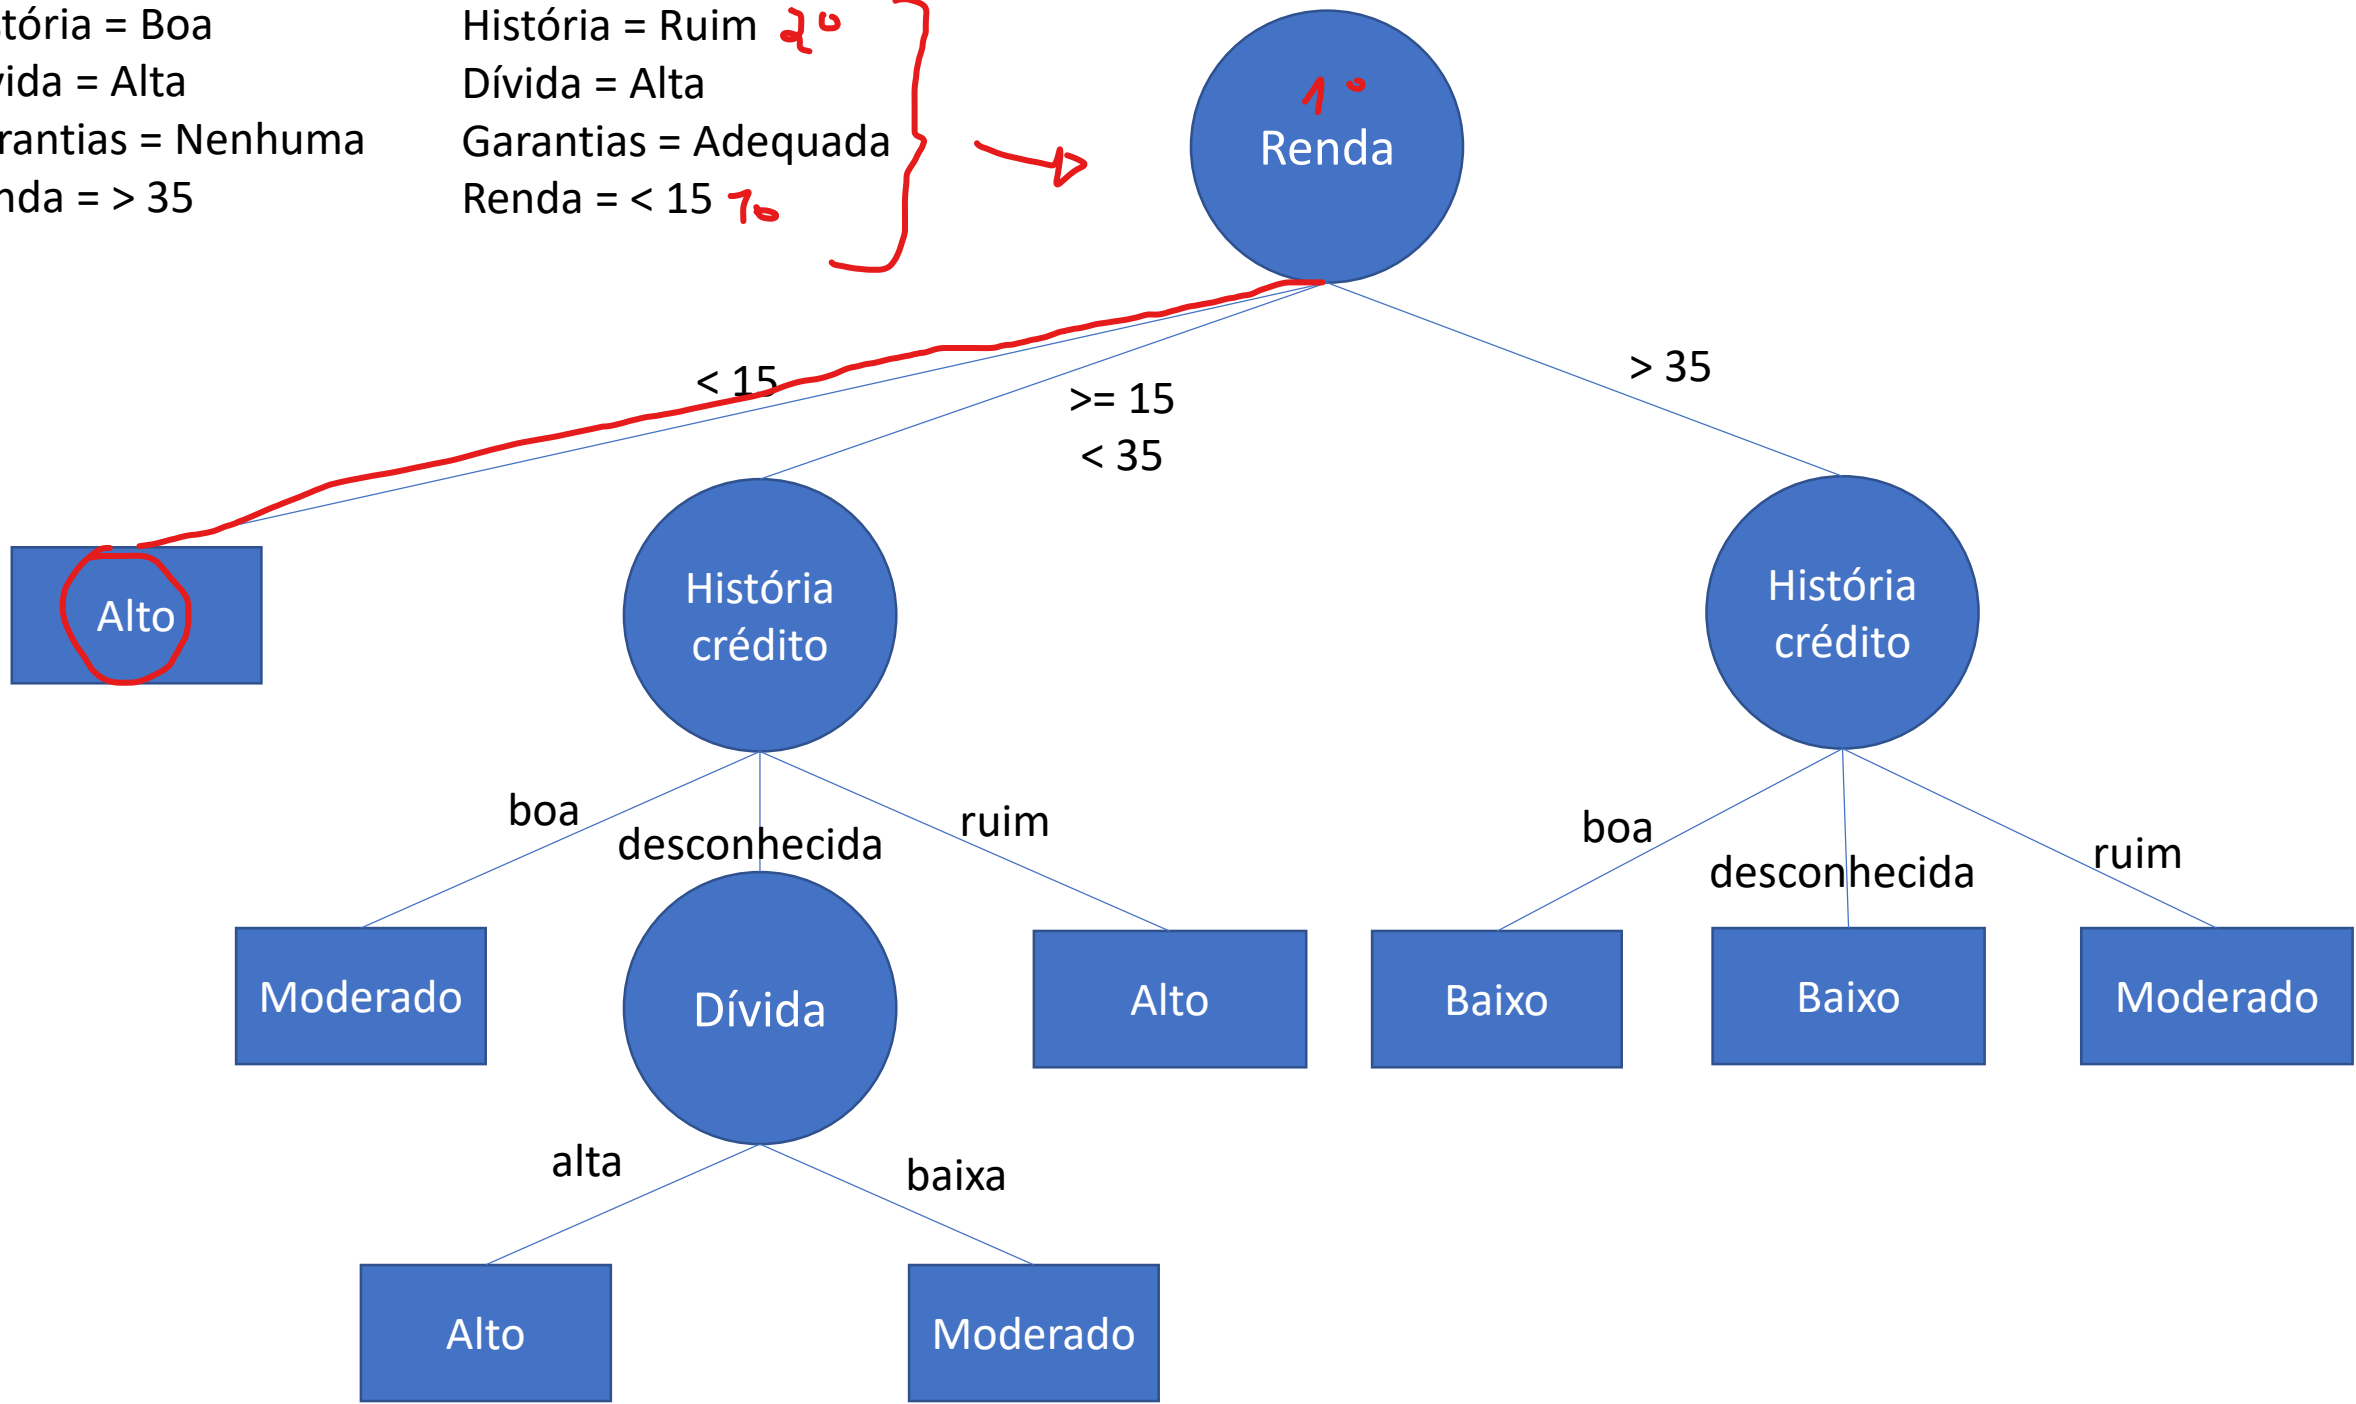 stória = Boa
vida = Alta
rantias = Nenhuma
nda = > 35
História = Ruim 2º
Dívida = Alta
Garantias = Adequada
Renda = < 15 1º
1º
Renda
< 15
>= 15
< 35
> 35
Alto
História
crédito
História
crédito
boa
desconhecida
ruim
boa
desconhecida
ruim
Moderado
Dívida
Alto
Baixo
Baixo
Moderado
alta
baixa
Alto
Moderado